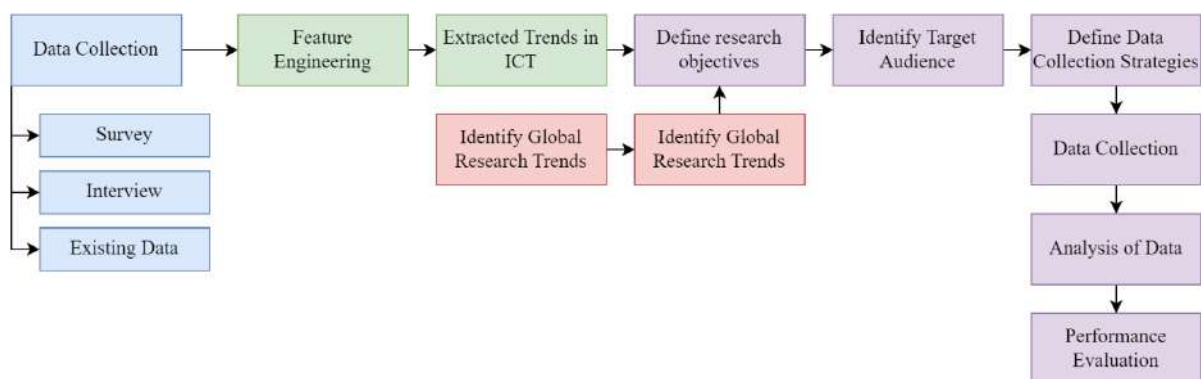 Data Collection
Feature
Engineering
Extracted Trends in
ICT
Define research
objectives
Identify Target
Audience
Define Data
Collection Strategies
Survey
Interview
Existing Data
Identify Global
Research Trends
Identify Global
Research Trends
Data Collection
Analysis of Data
Performance
Evaluation